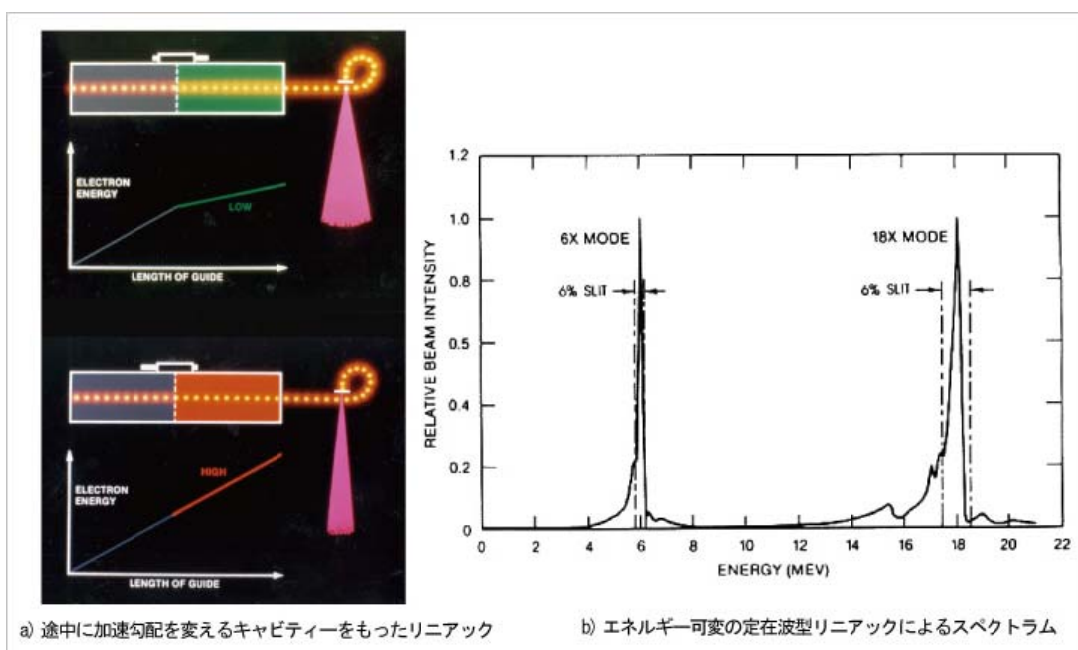 ELECTRON
ENERGY
LOW
LENGTH OF GUIDE
HIGH
ELECTRON
ENERGY
LENGTH OF GUIDE
a) 途中に加速勾配を変えるキャビティーをもったリニアック
1.2
1.0
0.8
0.5
0.4
0.2
0
RELATIVE BEAM INTENSITY
6X MODE
6% SLIT
18X MODE
6% SLIT
0 2 4 6 8 10 12 14 16 18 20 22
ENERGY (MEV)
b) エネルギー可変の定在波型リニアックによるスペクトラム